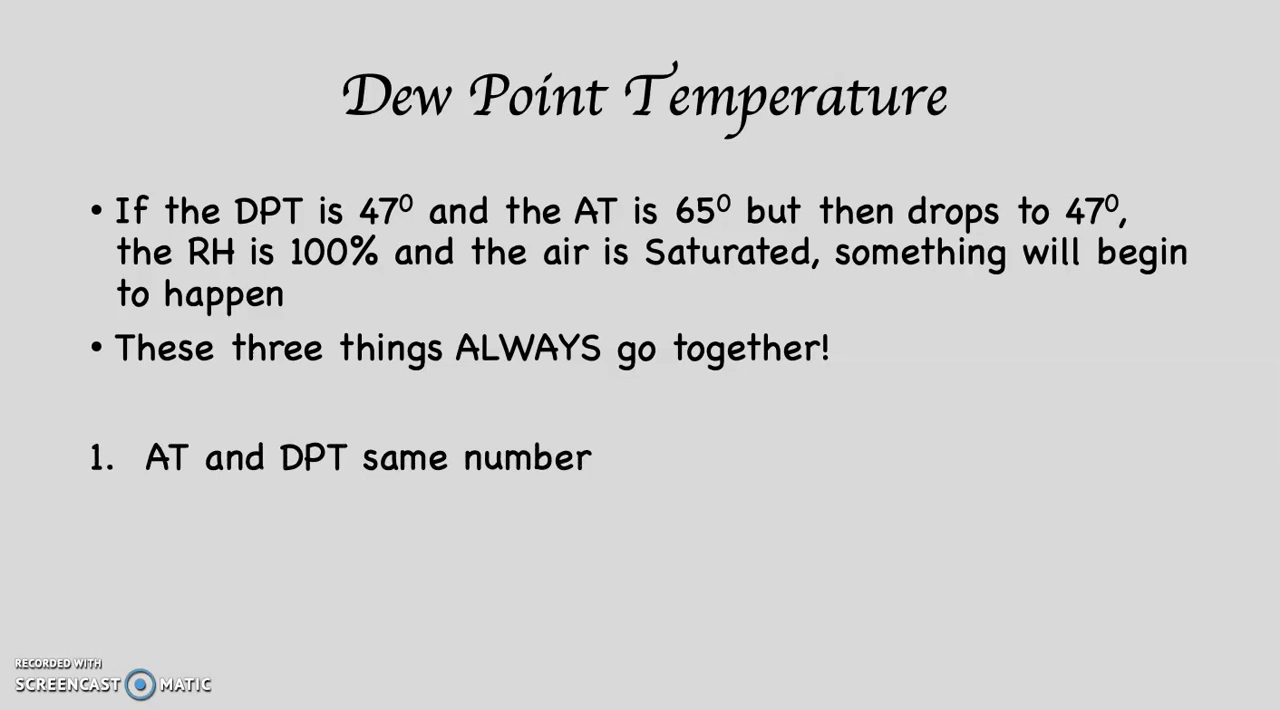 Dew Point Temperature
• If the DPT is 47⁰ and the AT is 65⁰ but then drops to 47⁰,
the RH is 100% and the air is Saturated, something will begin
to happen
• These three things ALWAYS go together!
1. AT and DPT same number
RECORDED WITH
SCREENCAST MATIC